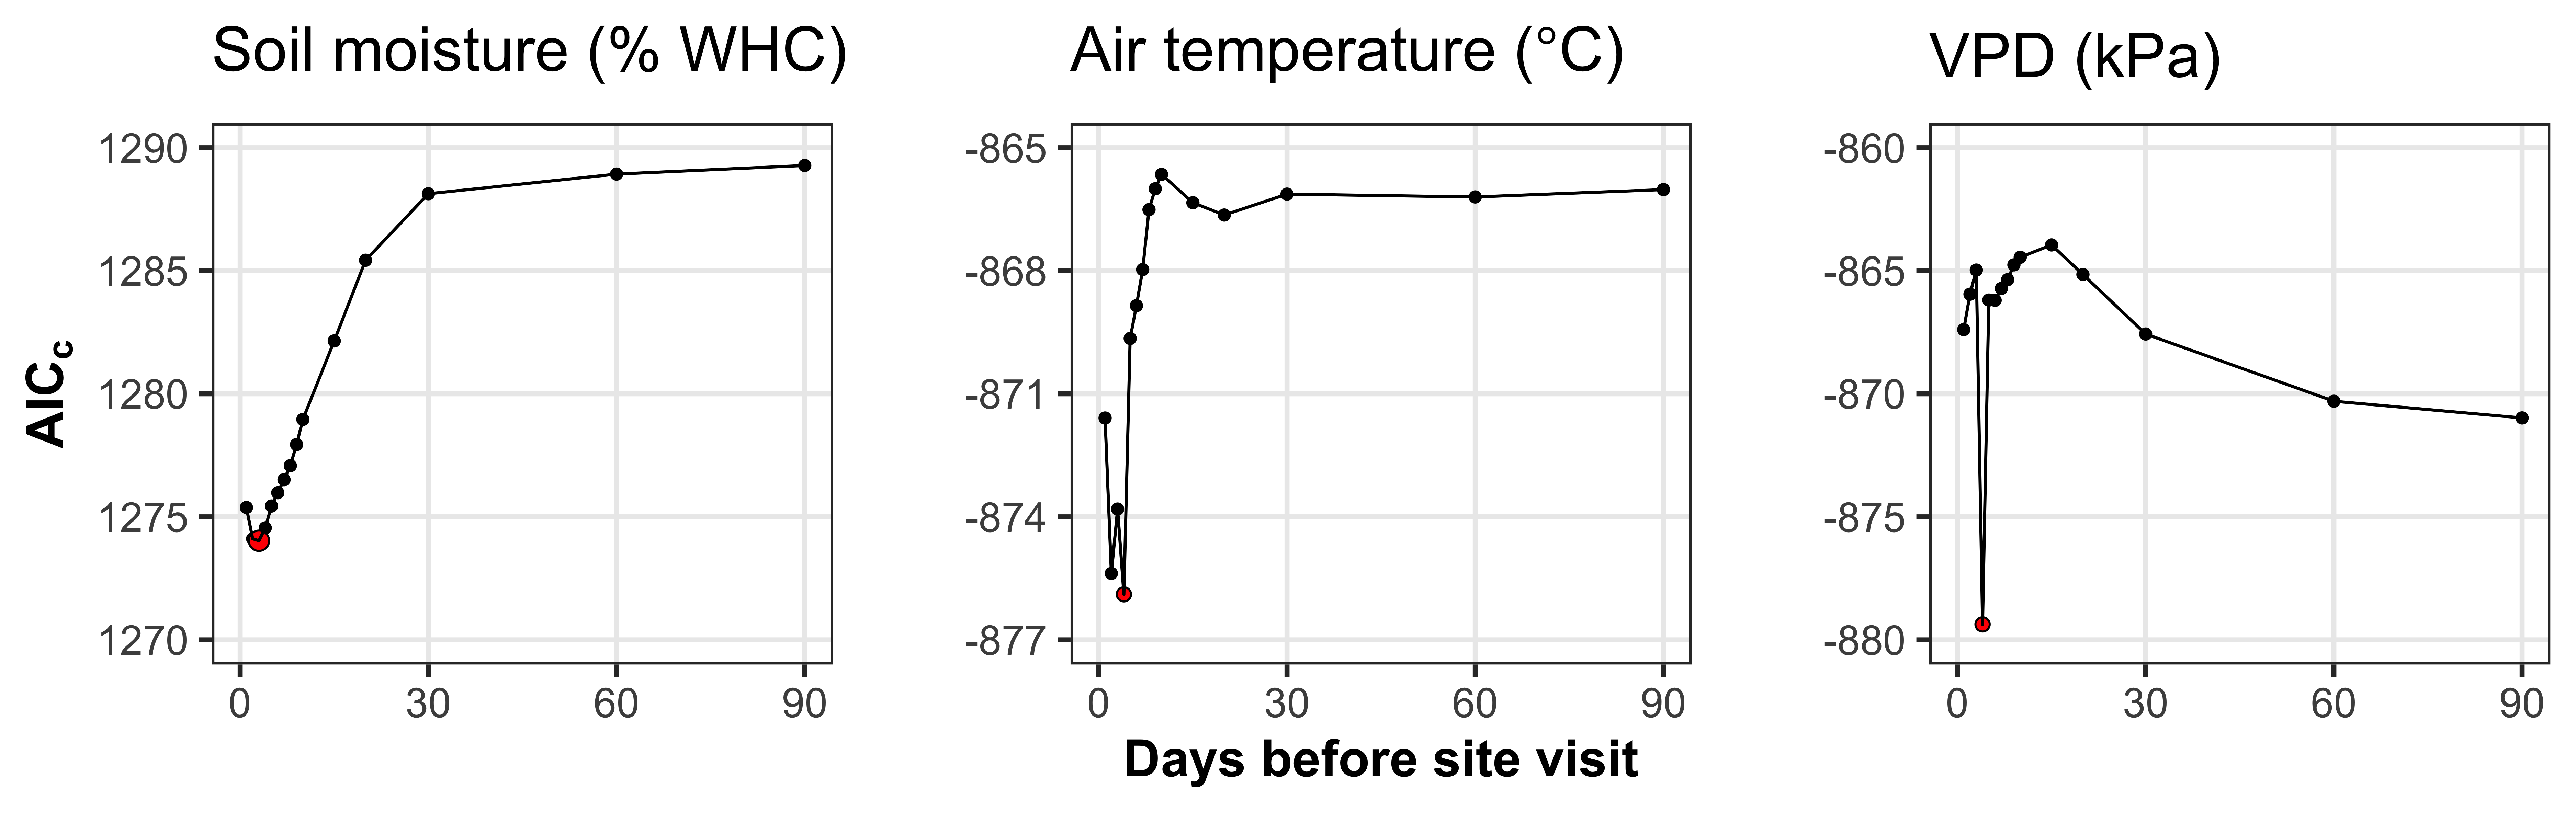 Soil moisture (% WHC)
Air temperature (°C)
VPD (kPa)
AICc
1290
1285
1280
1275
1270
0 30 60 90
-865
-868
-871
-874
-877
0 30 60 90
-860
-865
-870
-875
-880
0 30 60 90
Days before site visit